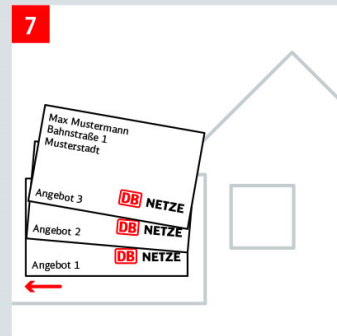 7
Max Mustermann
Bahnstraße 1
Musterstadt
Angebot 3
DB NETZE
Angebot 2
DB NETZE
Angebot 1
DB NETZE